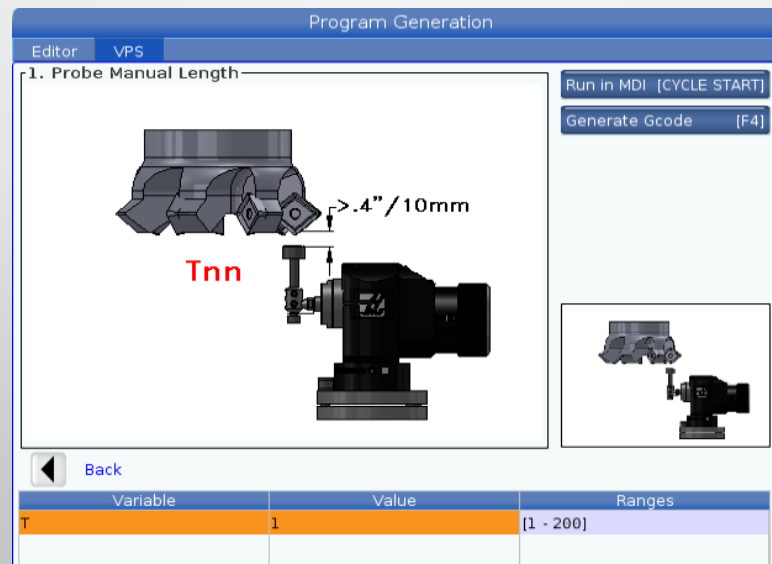 Program Generation
Editor VPS
1. Probe Manual Length
Run in MDI [CYCLE START]
Generate Gcode [F4]
>.4”/10mm
Tnn
Back
Variable Value Ranges
T 1 [1 - 200]